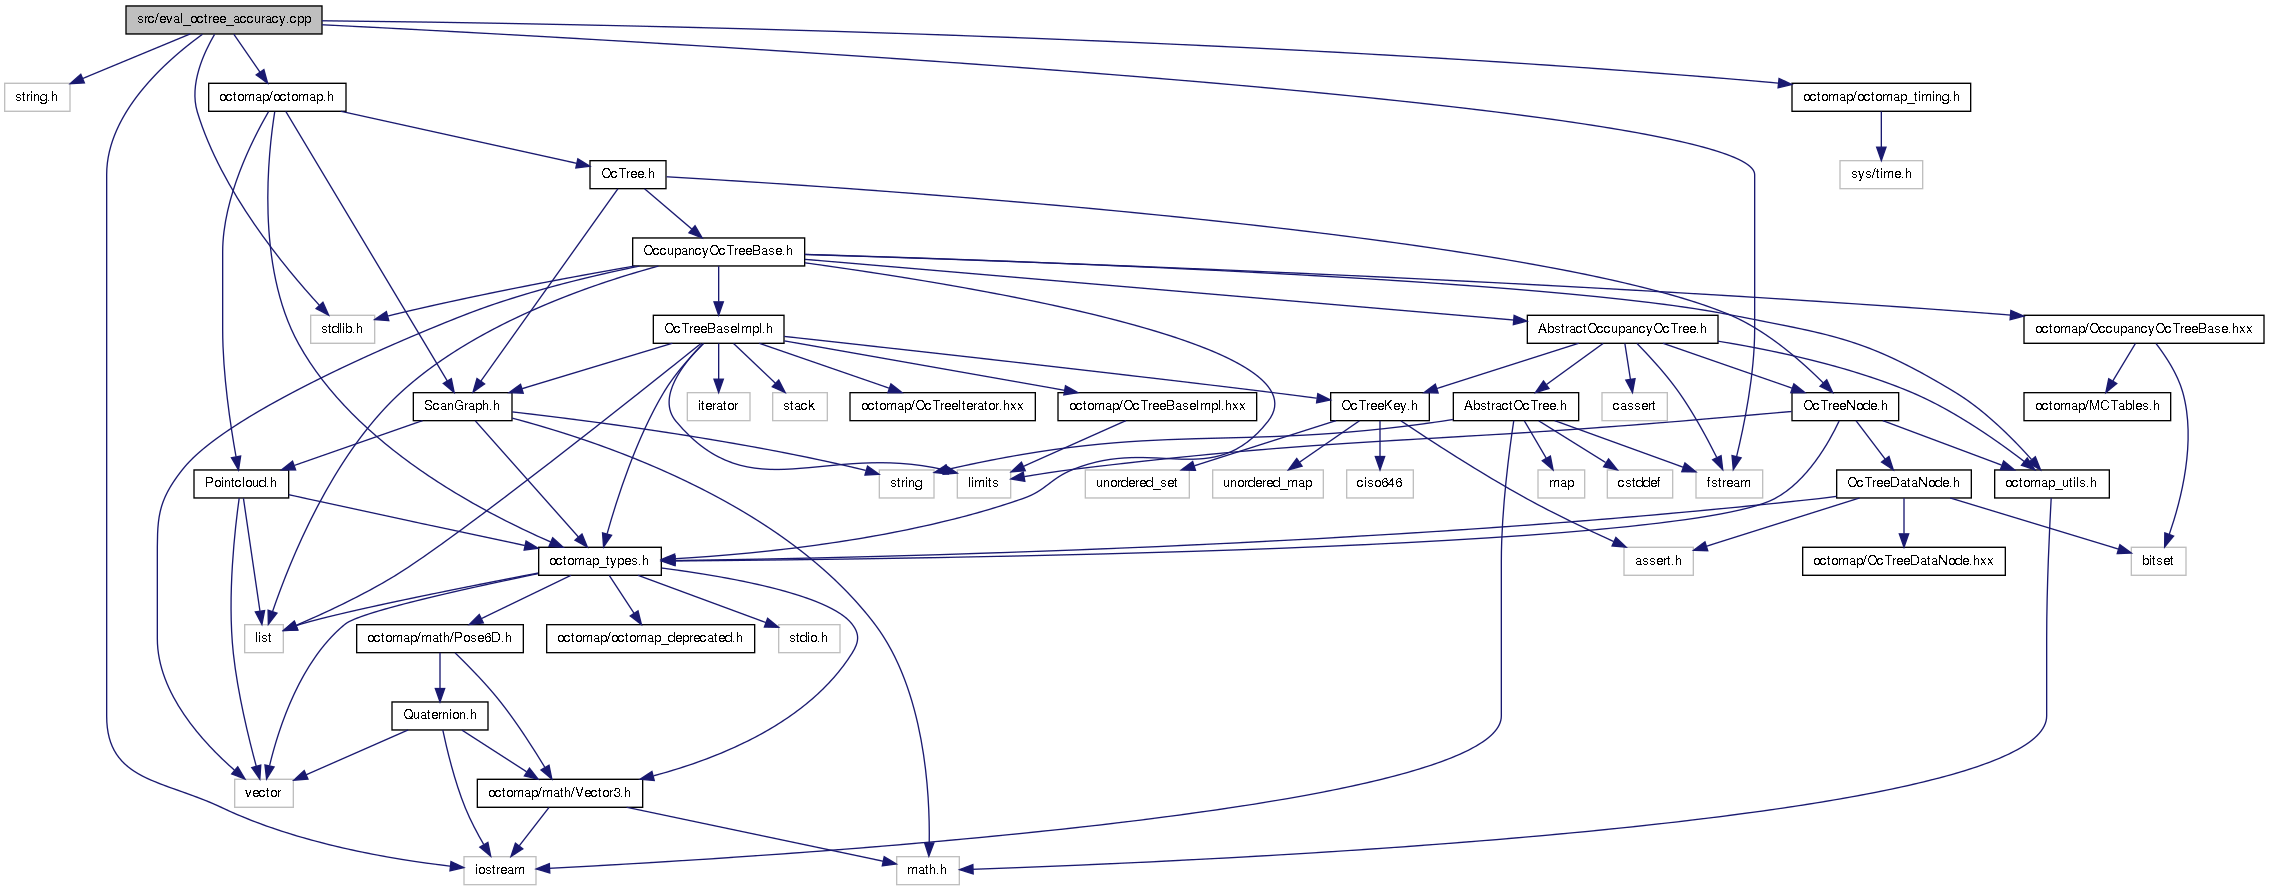 src/eval_octree_accuracy.cpp
string.h
octomap/octomap.h
octomap/octomap_timing.h
OcTree.h
sys/time.h
OccupancyOcTreeBase.h
stdlib.h
OcTreeBaseImpl.h
AbstractOccupancyOcTree.h
octomap/OccupancyOcTreeBase.hxx
ScanGraph.h
iterator
stack
octomap/OcTreeIterator.hxx
octomap/OcTreeBaseImpl.hxx
OcTreeKey.h
AbstractOcTree.h
cassert
OcTreeNode.h
octomap/MCTables.h
Pointcloud.h
string
limits
unordered_set
unordered_map
ciso646
map
cstddef
fstream
OcTreeDataNode.h
octomap_utils.h
octomap_types.h
assert.h
octomap/OcTreeDataNode.hxx
bitset
list
octomap/math/Pose6D.h
octomap/octomap_deprecated.h
stdio.h
Quaternion.h
vector
octomap/math/Vector3.h
iostream
math.h